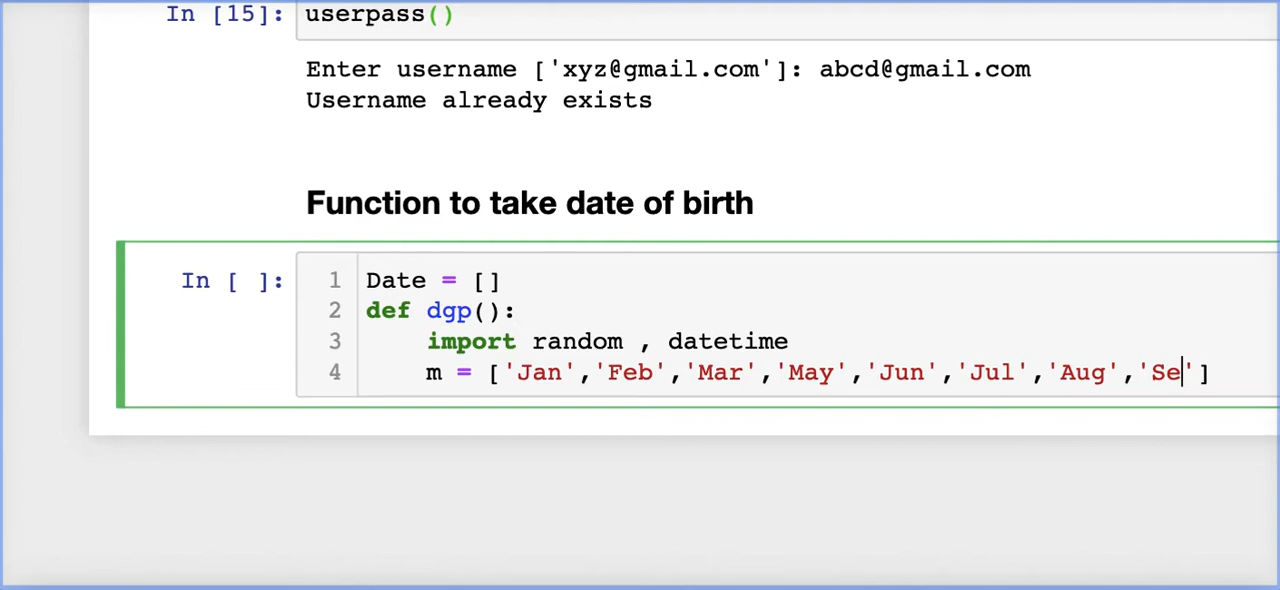 In [15]: userpass()
Enter username ['xyz@gmail.com']: abcd@gmail.com
Username already exists
Function to take date of birth
In [ ]: 1 Date = []
2 def dgp():
3 import random , datetime
4 m = ['Jan','Feb','Mar','May','Jun','Jul','Aug','Se']